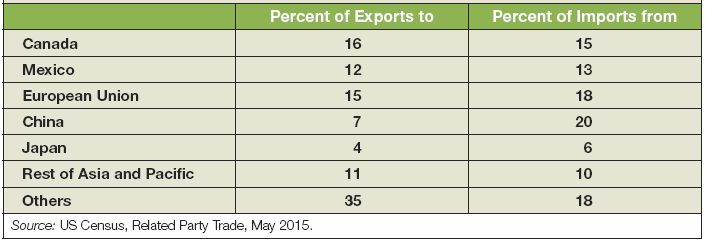 Percent of Exports to Percent of Imports from
Canada 16 15
Mexico 12 13
European Union 15 18
China 7 20
Japan 4 6
Rest of Asia and Pacific 11 10
Others 35 18
Source: US Census, Related Party Trade, May 2015.